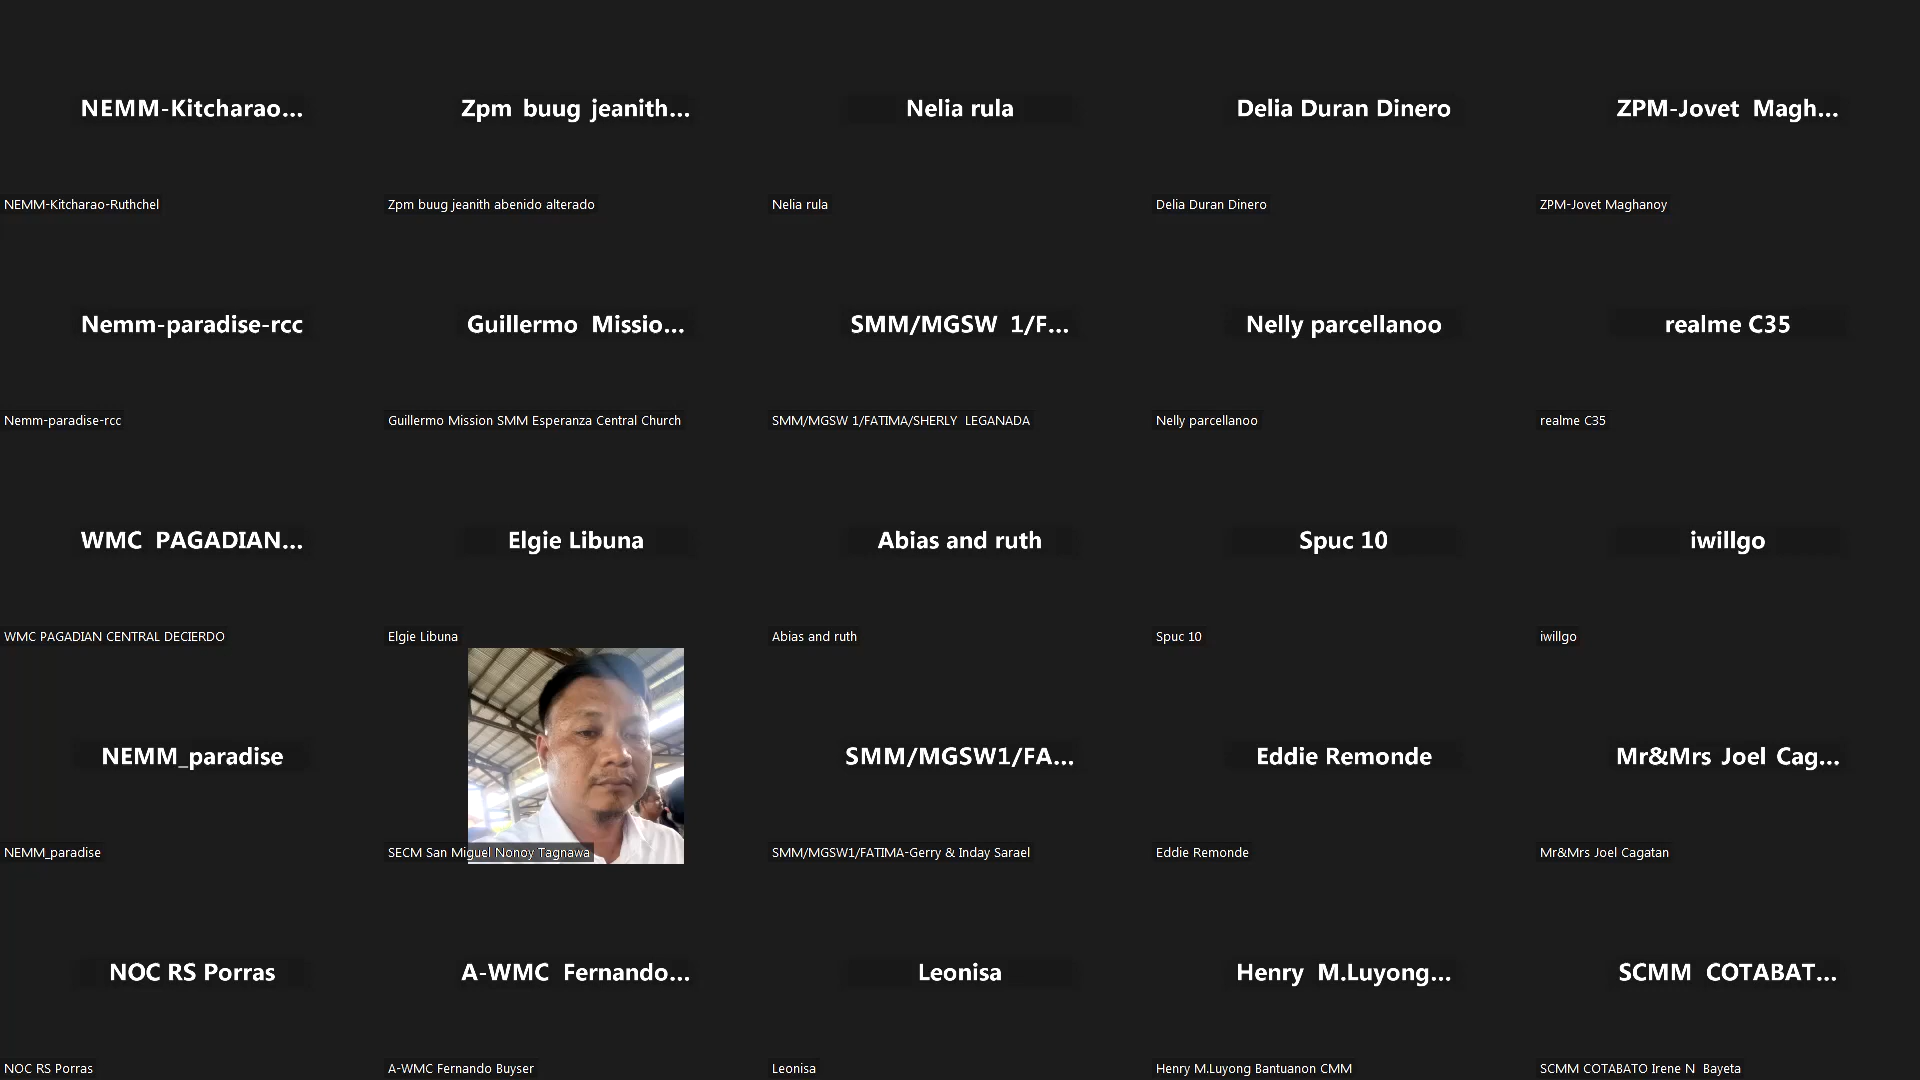 NEMM-Kitcharao...
Zpm buug jeanith...
Nelia rula
Delia Duran Dinero
ZPM-Jovet Magh...
NEMM-Kitcharao-Ruthchel
Zpm buug jeanith abenido alterado
Nelia rula
Delia Duran Dinero
ZPM-Jovet Maghanoy
Nemm-paradise-rcc
Guillermo Missio...
SMM/MGSW 1/F...
Nelly parcellanoo
realme C35
Nemm-paradise-rcc
Guillermo Mission SMM Esperanza Central Church
SMM/MGSW 1/FATIMA/SHERLY LEGANADA
Nelly parcellanoo
realme C35
WMC PAGADIAN...
Elgie Libuna
Abias and ruth
Spuc 10
iwillgo
WMC PAGADIAN CENTRAL DECIERDO
Elgie Libuna
Abias and ruth
Spuc 10
iwillgo
NEMM_paradise
SMM/MGSW1/FA...
Eddie Remonde
Mr&Mrs Joel Cag...
NEMM_paradise
SECM San Miguel Nonoy Tagnawa
SMM/MGSW1/FATIMA-Gerry & Inday Sarael
Eddie Remonde
Mr&Mrs Joel Cagatan
NOC RS Porras
A-WMC Fernando...
Leonisa
Henry M.Luyong...
SCMM COTABAT...
NOC RS Porras
A-WMC Fernando Buyser
Leonisa
Henry M.Luyong Bantuanon CMM
SCMM COTABATO Irene N Bayeta